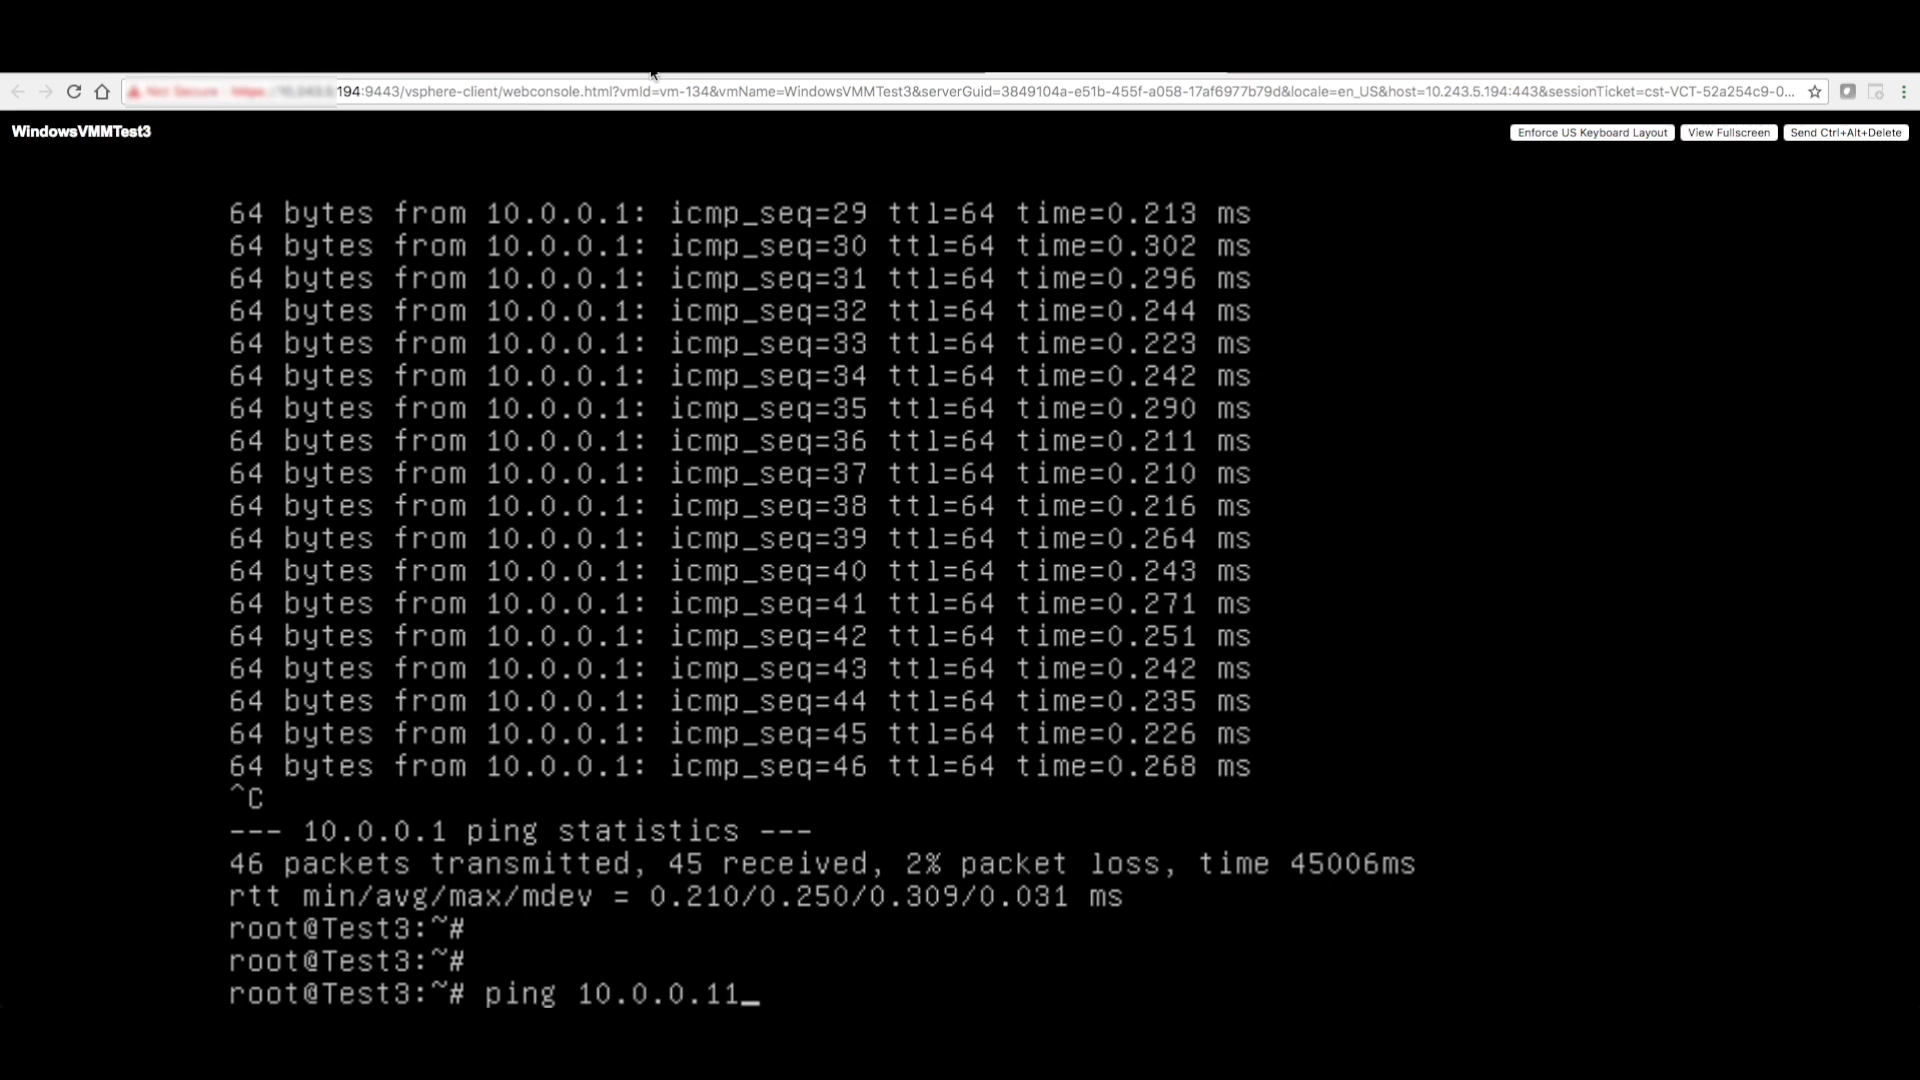 194:9443/vsphere-client/webconsole.html?vmId=vm-134&vmName=WindowsVMMTest3&serverGuid=3849104a-e51b-455f-a058-17af6977b79d&locale=en_US&host=10.243.5.194:443&sessionTicket=cst-VCT-52a254c9-0...
WindowsVMMTest3
Enforce US Keyboard Layout View Fullscreen Send Ctrl+Alt+Delete
64 bytes from 10.0.0.1: icmp_seq=29 ttl=64 time=0.213 ms
64 bytes from 10.0.0.1: icmp_seq=30 ttl=64 time=0.302 ms
64 bytes from 10.0.0.1: icmp_seq=31 ttl=64 time=0.296 ms
64 bytes from 10.0.0.1: icmp_seq=32 ttl=64 time=0.244 ms
64 bytes from 10.0.0.1: icmp_seq=33 ttl=64 time=0.223 ms
64 bytes from 10.0.0.1: icmp_seq=34 ttl=64 time=0.242 ms
64 bytes from 10.0.0.1: icmp_seq=35 ttl=64 time=0.290 ms
64 bytes from 10.0.0.1: icmp_seq=36 ttl=64 time=0.211 ms
64 bytes from 10.0.0.1: icmp_seq=37 ttl=64 time=0.210 ms
64 bytes from 10.0.0.1: icmp_seq=38 ttl=64 time=0.216 ms
64 bytes from 10.0.0.1: icmp_seq=39 ttl=64 time=0.264 ms
64 bytes from 10.0.0.1: icmp_seq=40 ttl=64 time=0.243 ms
64 bytes from 10.0.0.1: icmp_seq=41 ttl=64 time=0.271 ms
64 bytes from 10.0.0.1: icmp_seq=42 ttl=64 time=0.251 ms
64 bytes from 10.0.0.1: icmp_seq=43 ttl=64 time=0.242 ms
64 bytes from 10.0.0.1: icmp_seq=44 ttl=64 time=0.235 ms
64 bytes from 10.0.0.1: icmp_seq=45 ttl=64 time=0.226 ms
64 bytes from 10.0.0.1: icmp_seq=46 ttl=64 time=0.268 ms
^C
--- 10.0.0.1 ping statistics ---
46 packets transmitted, 45 received, 2% packet loss, time 45006ms
rtt min/avg/max/mdev = 0.210/0.250/0.309/0.031 ms
root@Test3:~#
root@Test3:~#
root@Test3:~# ping 10.0.0.11_